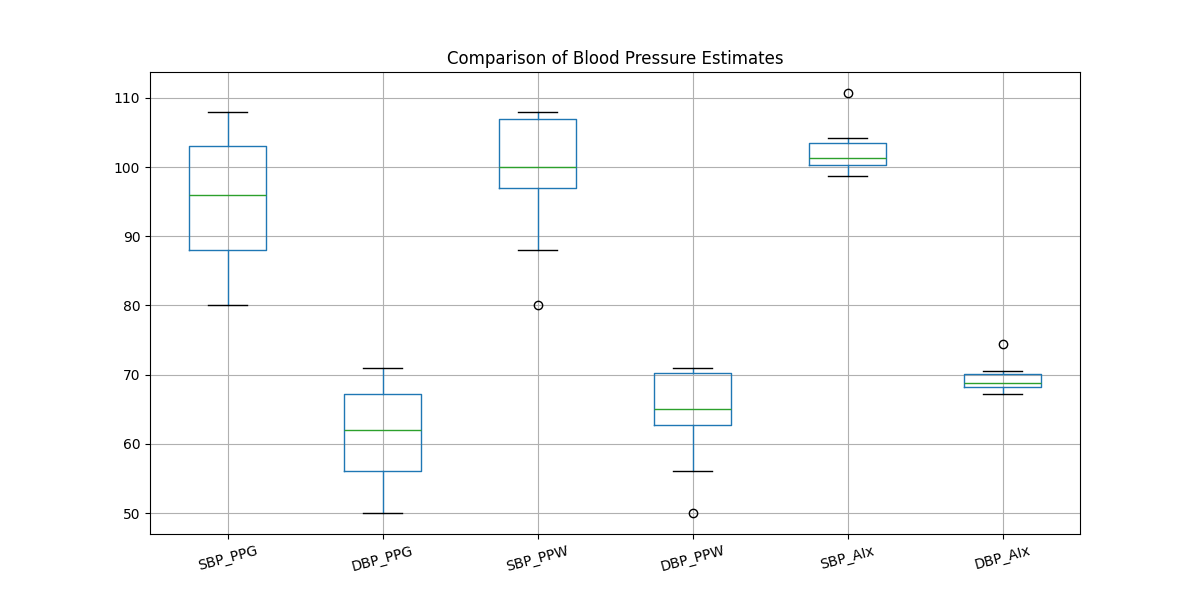 Comparison of Blood Pressure Estimates
110
100
90
80
70
60
50
SBP_PPG
DBP_PPG
SBP_PPW
DBP_PPW
SBP_AIx
DBP_AIx